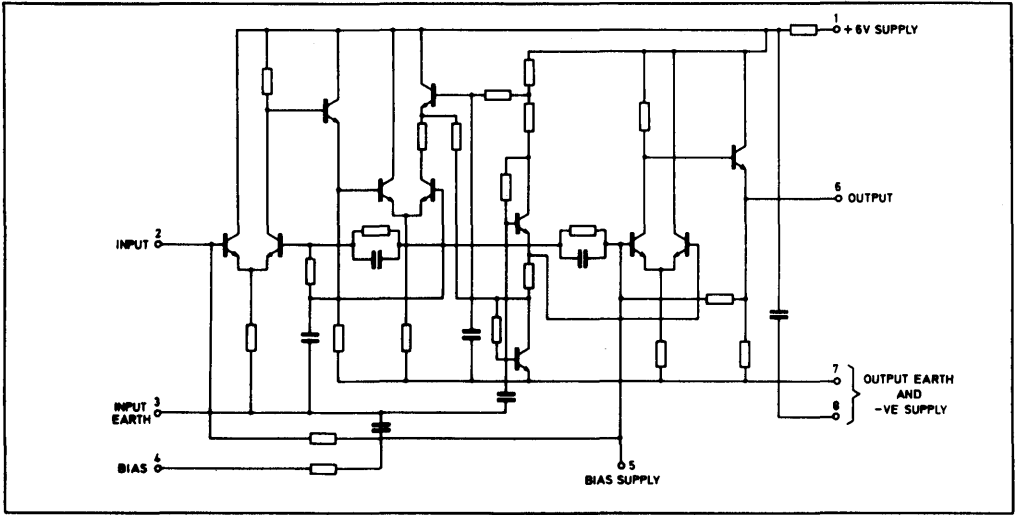 1
+6V SUPPLY
INPUT 2
6
OUTPUT
7
OUTPUT EARTH
AND
-VE SUPPLY
8
INPUT 3
EARTH
BIAS 4
5
BIAS SUPPLY